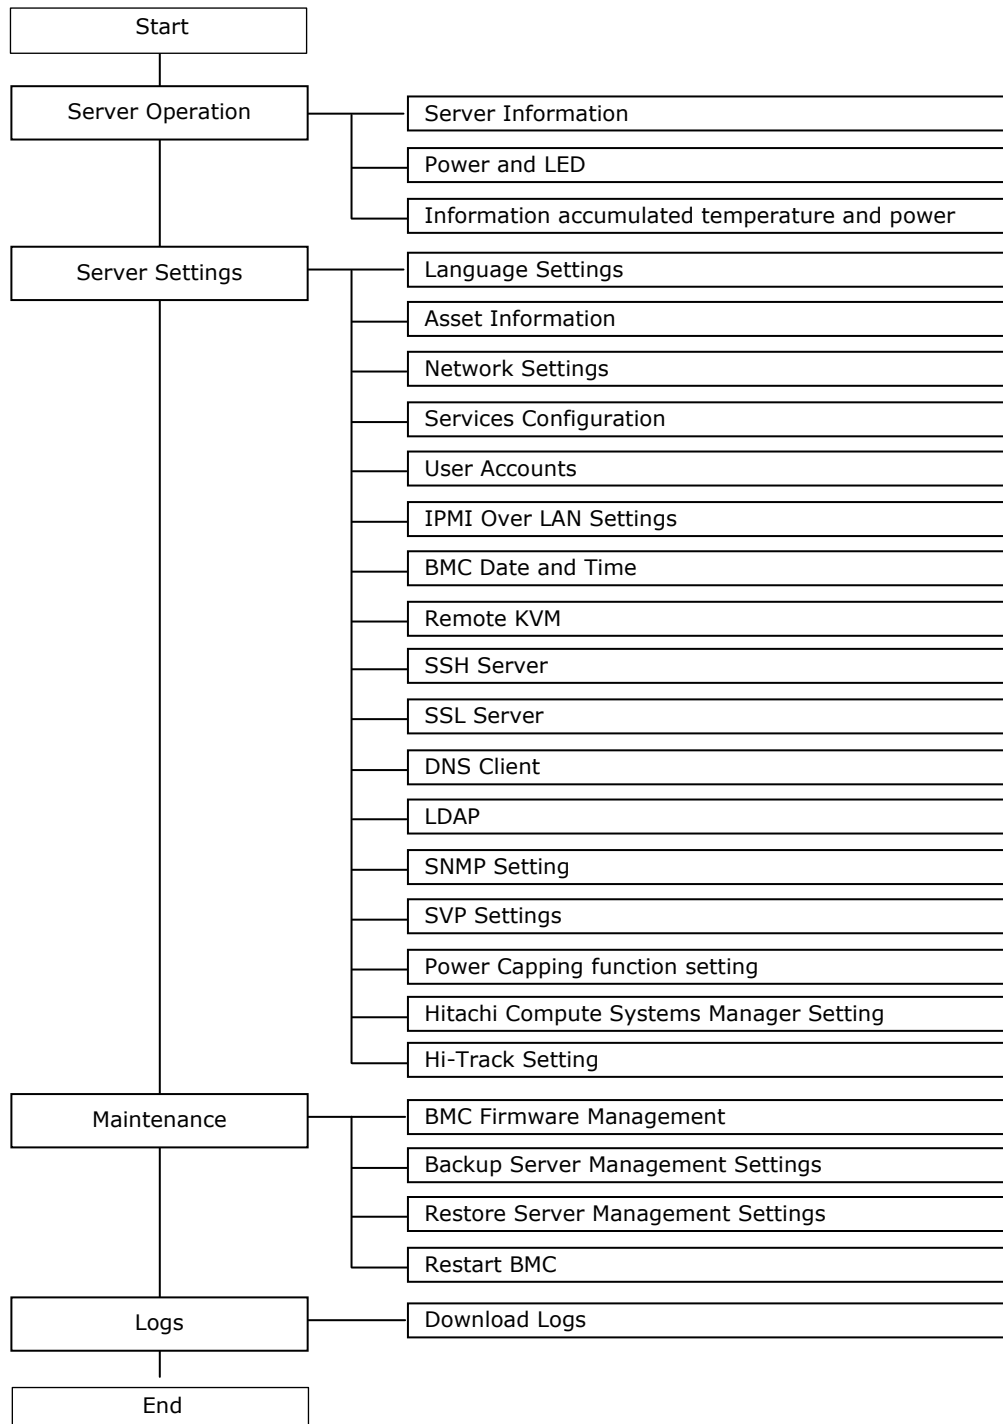 Start
Server Operation
Server Information
Power and LED
Information accumulated temperature and power
Server Settings
Language Settings
Asset Information
Network Settings
Services Configuration
User Accounts
IPMI Over LAN Settings
BMC Date and Time
Remote KVM
SSH Server
SSL Server
DNS Client
LDAP
SNMP Setting
SVP Settings
Power Capping function setting
Hitachi Compute Systems Manager Setting
Hi-Track Setting
Maintenance
BMC Firmware Management
Backup Server Management Settings
Restore Server Management Settings
Restart BMC
Logs
Download Logs
End